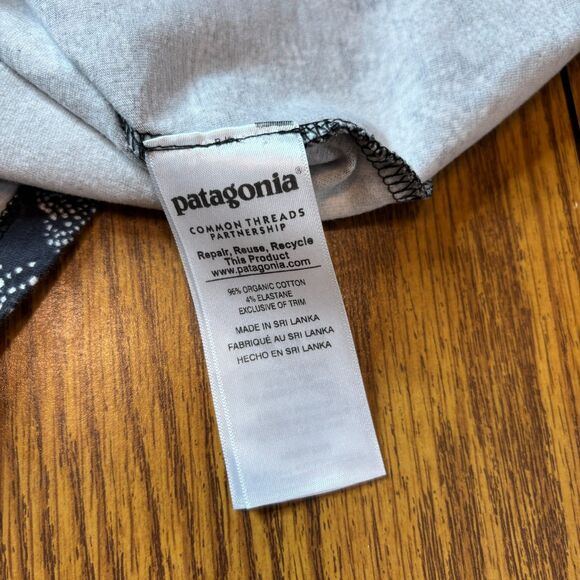 patagonia®
COMMON THREADS
PARTNERSHIP
Repair, Reuse, Recycle
This Product
www.patagonia.com
96% ORGANIC COTTON
4% ELASTANE
EXCLUSIVE OF TRIM
MADE IN SRI LANKA
FABRIQUÉ AU SRI LANKA
HECHO EN SRI LANKA